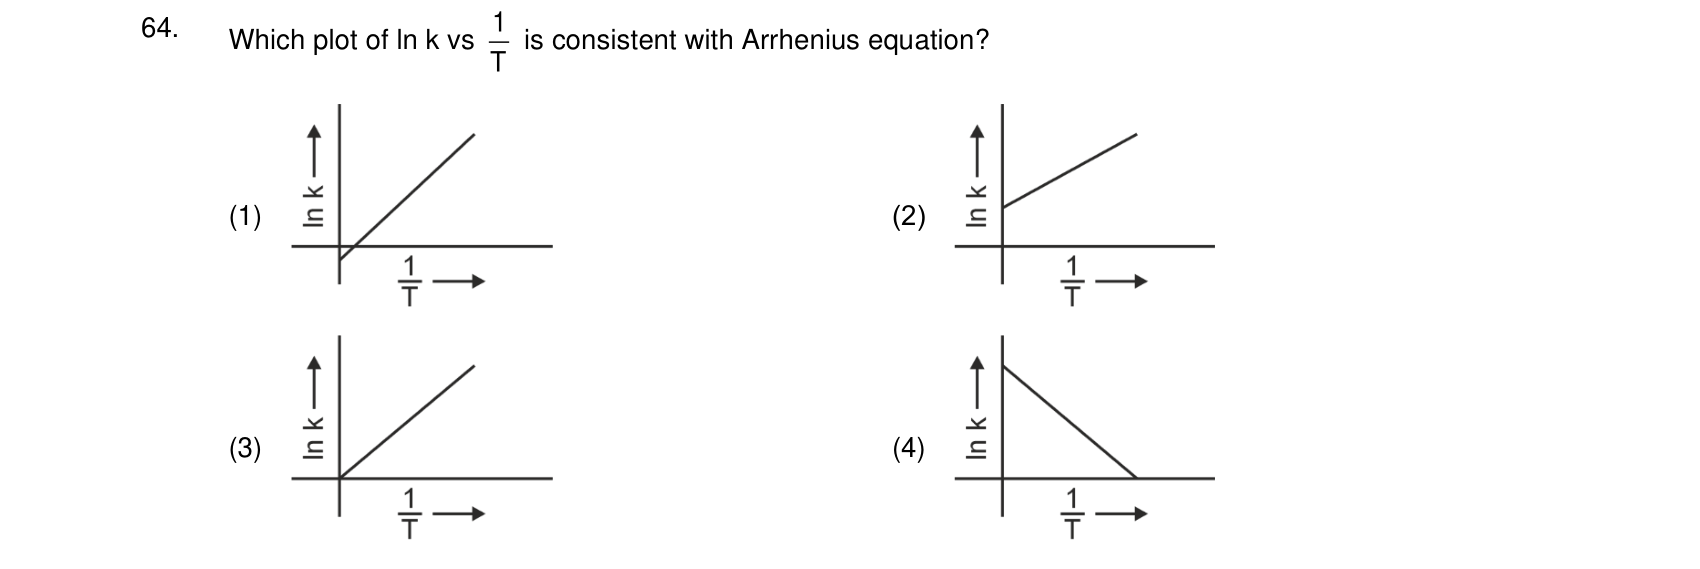 64. Which plot of ln k vs 1/T is consistent with Arrhenius equation?
(1) ln k 1/T
(2) ln k 1/T
(3) ln k 1/T
(4) ln k 1/T